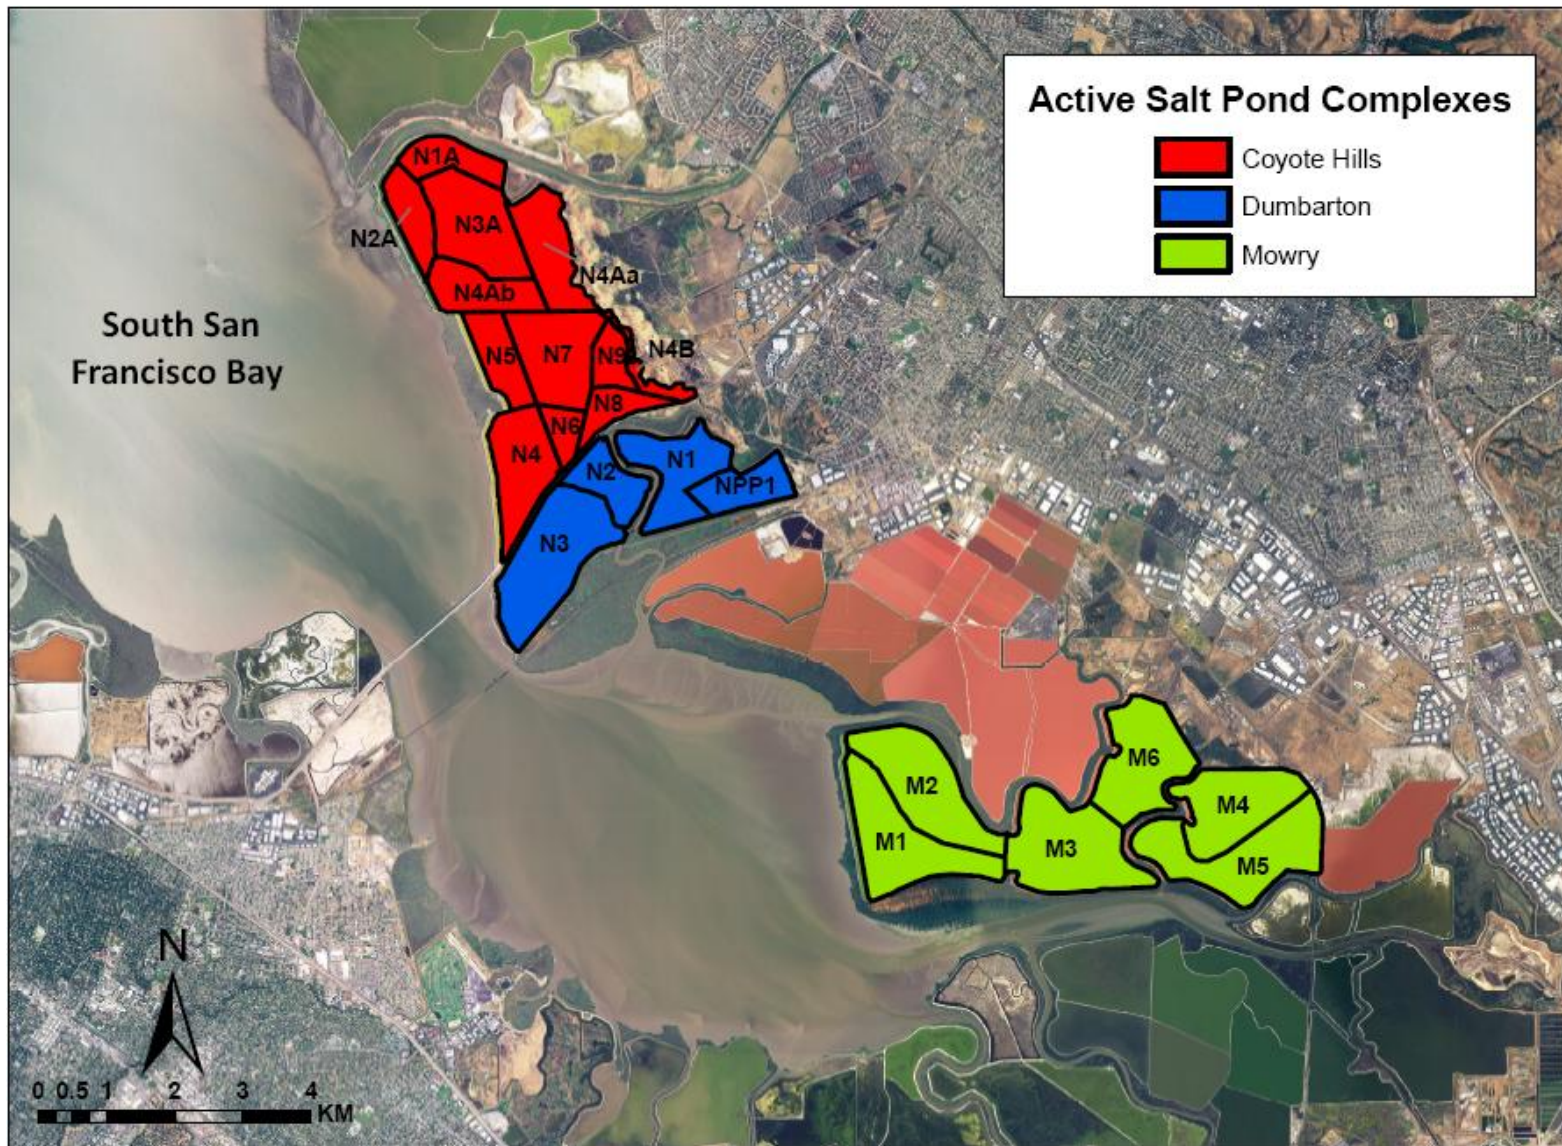 Active Salt Pond Complexes
Coyote Hills
Dumbarton
Mowry
N1A
N3A
N2A
N4Aa
N4Ab
South San
Francisco Bay
N5
N7
N9
N4B
N8
N6
N4
N2
N1
NPP1
N3
M6
M2
M4
M1
M3
M5
N
0 0.5 1 2 3 4
KM